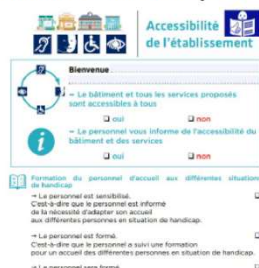 Accessibilité
de l'établissement
Bienvenue
→ Le bâtiment et tous les services proposés
sont accessibles à tous
oui
non
→ Le personnel vous informe de l'accessibilité du
bâtiment et des services
oui
non
Formation du personnel d'accueil aux différentes situations
de handicap
→ Le personnel est sensibilisé.
C'est-à-dire que le personnel est informé
de la nécessité d'adapter son accueil
aux différentes personnes en situation de handicap.
→ Le personnel est formé.
C'est-à-dire que le personnel a suivi une formation
pour un accueil des différentes personnes en situation de handicap.
→ Le personnel sera formé.